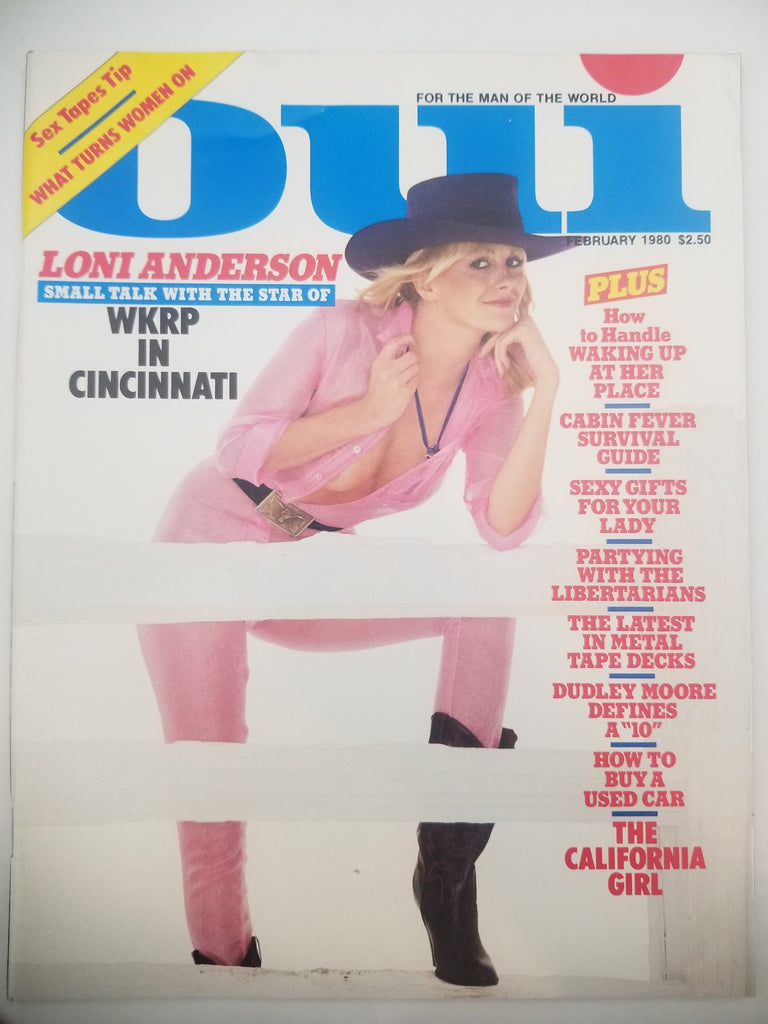 Sex Tapes Tip
WHAT TURNS WOMEN ON
FOR THE MAN OF THE WORLD
oui
FEBRUARY 1980 $2.50
LONI ANDERSON
SMALL TALK WITH THE STAR OF
WKRP
IN
CINCINNATI
PLUS
How
to Handle
WAKING UP
AT HER
PLACE
CABIN FEVER
SURVIVAL
GUIDE
SEXY GIFTS
FOR YOUR
LADY
PARTYING
WITH THE
LIBERTARIANS
THE LATEST
IN METAL
TAPE DECKS
DUDLEY MOORE
DEFINES
A "10"
HOW TO
BUY A
USED CAR
THE
CALIFORNIA
GIRL